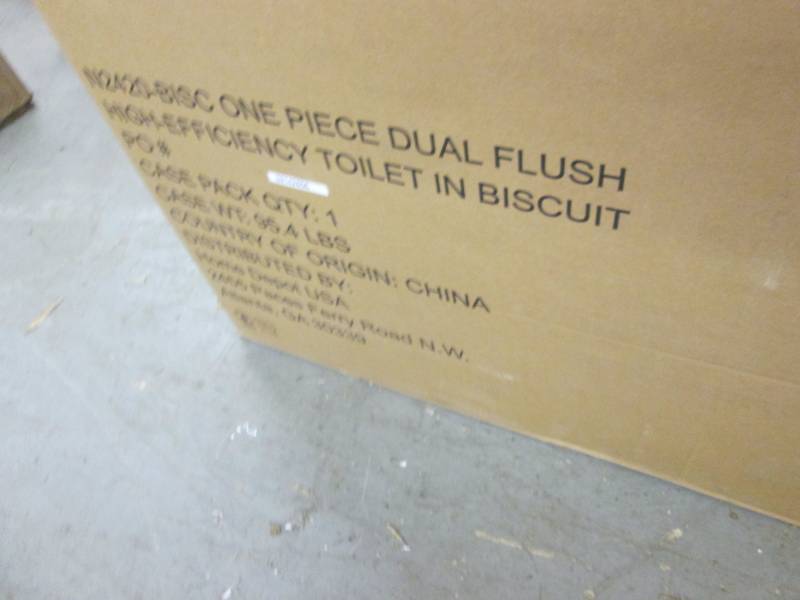 N2420-BISC ONE PIECE DUAL FLUSH
HIGH-EFFICIENCY TOILET IN BISCUIT
PO #
CASE PACK QTY: 1
CASE WT: 95.4 LBS
COUNTRY OF ORIGIN: CHINA
DISTRIBUTED BY:
Home Depot USA
2455 Paces Ferry Road N.W.
Atlanta, GA 30339